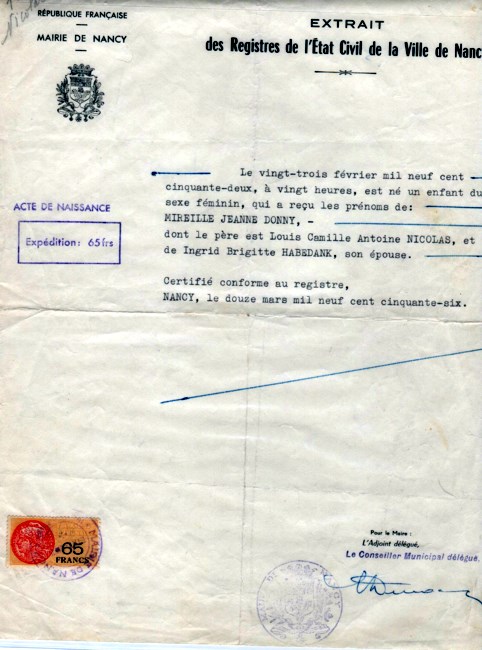 Nicolas
RÉPUBLIQUE FRANÇAISE
MAIRIE DE NANCY
EXTRAIT
des Registres de l'État Civil de la Ville de Nanc
Le vingt-trois février mil neuf cent
cinquante-deux, à vingt heures, est né un enfant du
sexe féminin, qui a reçu les prénoms de:
MIREILLE JEANNE DONNY, -
dont le père est Louis Camille Antoine NICOLAS, et
de Ingrid Brigitte HABEDANK, son épouse.
ACTE DE NAISSANCE
Expédition: 65 frs
Certifié conforme au registre,
NANCY, le douze mars mil neuf cent cinquante-six.
65
FRANCS
Pour le Maire :
L'Adjoint délégué,
Le Conseiller Municipal délégué.